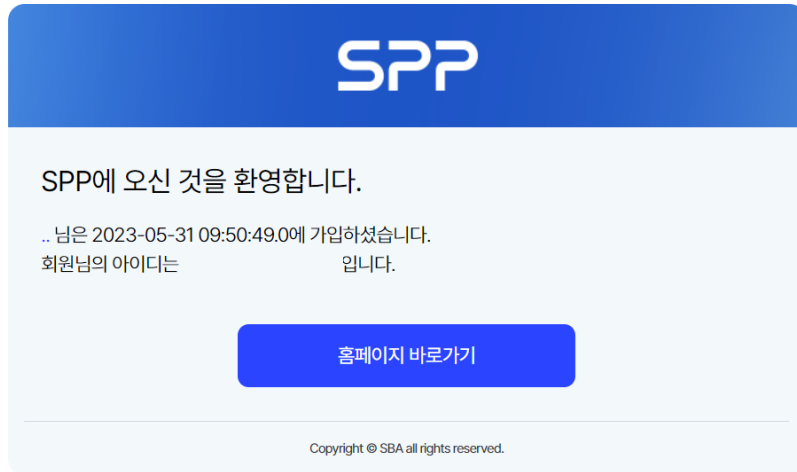 SPP
SPP에 오신 것을 환영합니다.
.. 님은 2023-05-31 09:50:49.0에 가입하셨습니다.
회원님의 아이디는 입니다.
홈페이지 바로가기
Copyright © SBA all rights reserved.